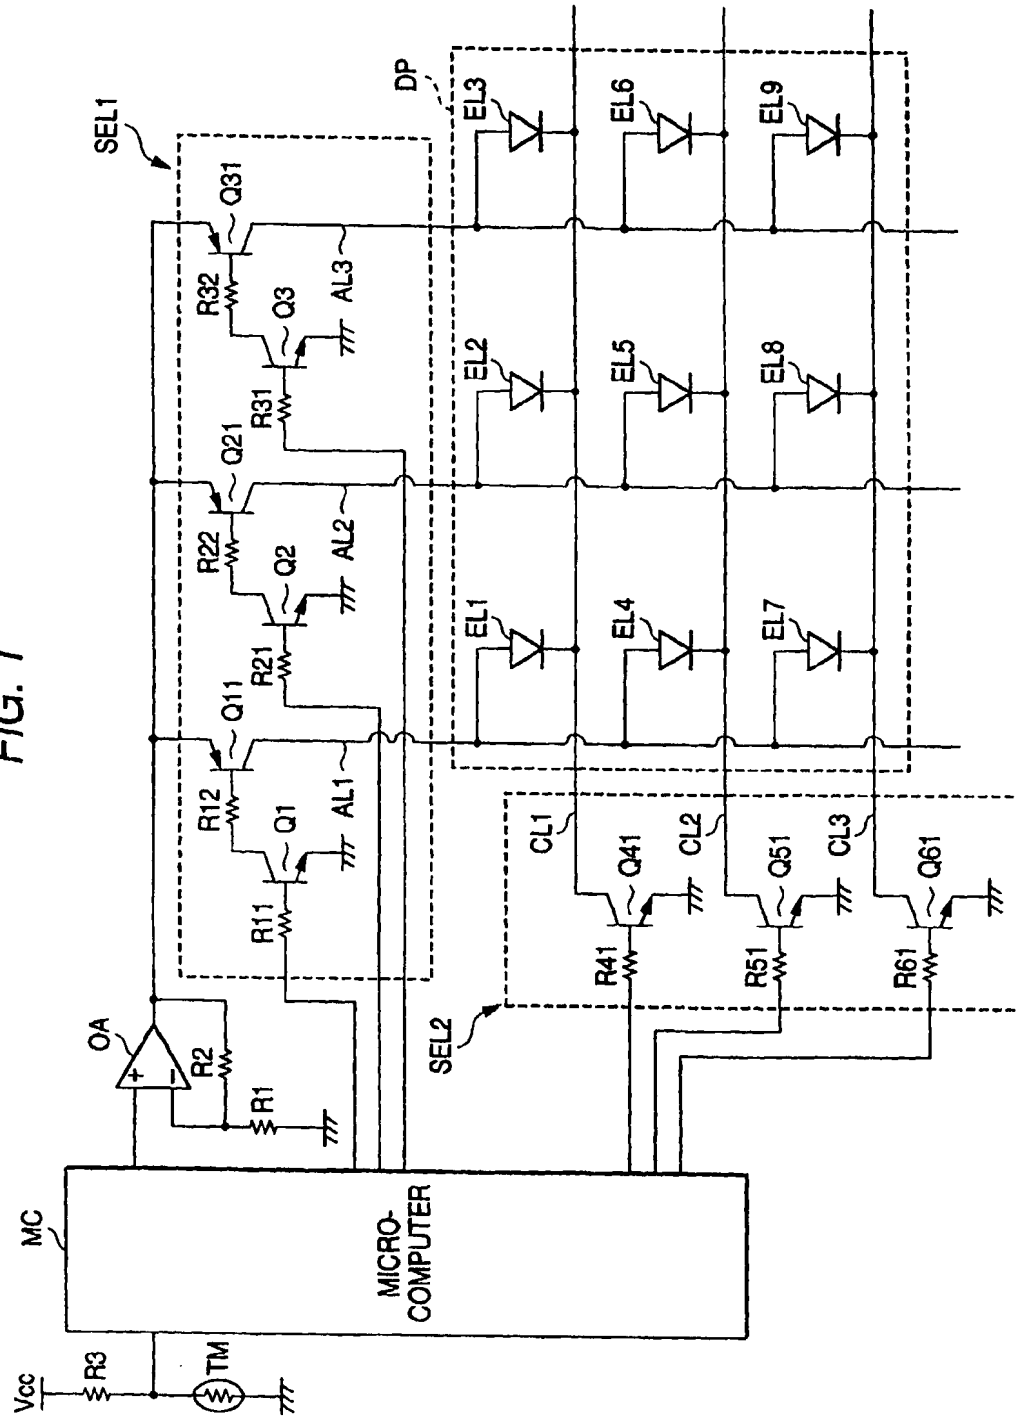 FIG. 1
Vcc
R3
TM
MC
MICRO-
COMPUTER
OA
+
−
R2
R1
SEL1
R11
Q1
R12
Q11
AL1
R21
Q2
R22
Q21
AL2
R31
Q3
R32
Q31
AL3
DP
EL1
EL2
EL3
EL4
EL5
EL6
EL7
EL8
EL9
SEL2
CL1
R41
Q41
CL2
R51
Q51
CL3
R61
Q61